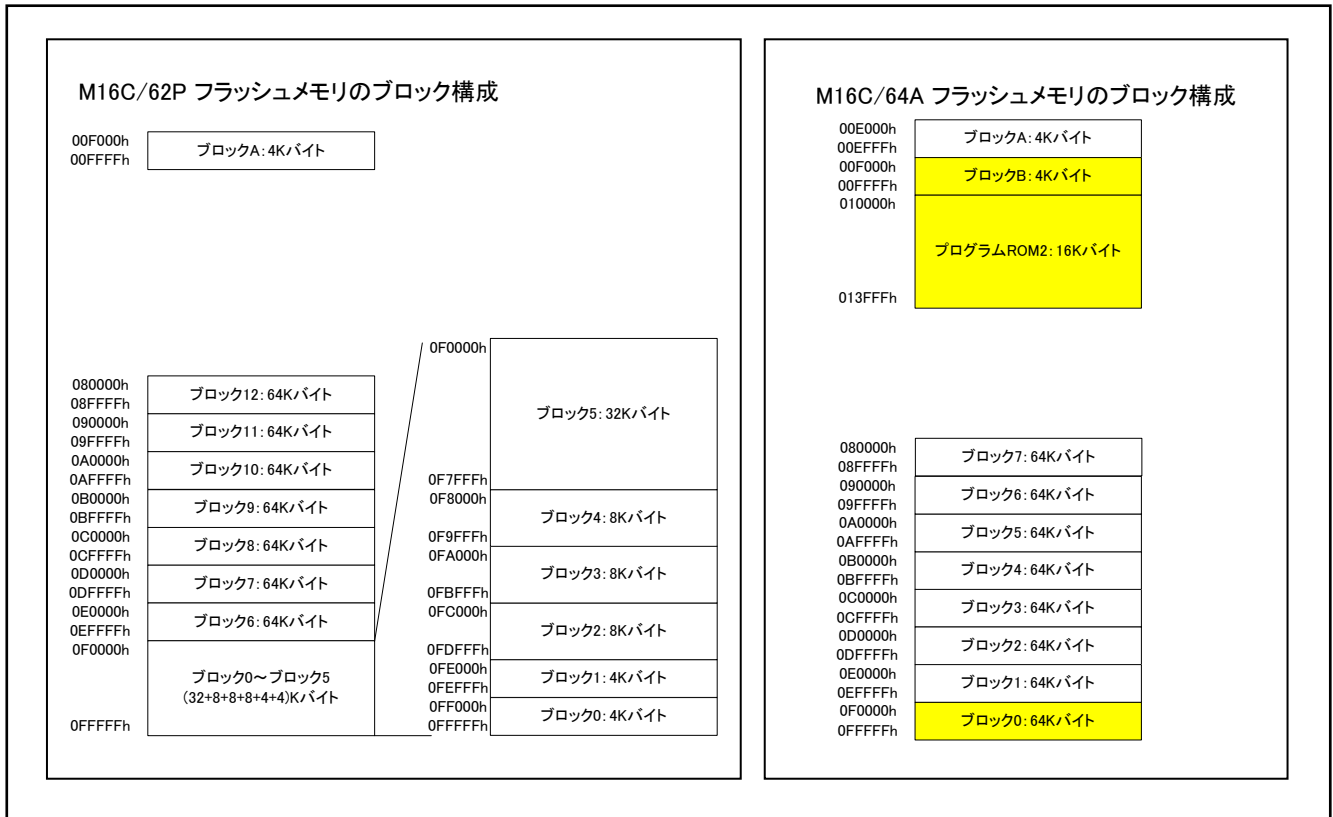 M16C/62P フラッシュメモリのブロック構成
00F000h
00FFFFh
ブロックA:4Kバイト
080000h
08FFFFh
ブロック12:64Kバイト
090000h
09FFFFh
ブロック11:64Kバイト
0A0000h
0AFFFFh
ブロック10:64Kバイト
0B0000h
0BFFFFh
ブロック9:64Kバイト
0C0000h
0CFFFFh
ブロック8:64Kバイト
0D0000h
0DFFFFh
ブロック7:64Kバイト
0E0000h
0EFFFFh
ブロック6:64Kバイト
0F0000h
ブロック0～ブロック5
(32+8+8+8+4+4)Kバイト
0FFFFFh
0F0000h
ブロック5:32Kバイト
0F7FFFh
0F8000h
ブロック4:8Kバイト
0F9FFFh
0FA000h
ブロック3:8Kバイト
0FBFFFh
0FC000h
ブロック2:8Kバイト
0FDFFFh
0FE000h
ブロック1:4Kバイト
0FEFFFh
0FF000h
ブロック0:4Kバイト
0FFFFFh
M16C/64A フラッシュメモリのブロック構成
00E000h
00EFFFh
ブロックA:4Kバイト
00F000h
00FFFFh
ブロックB:4Kバイト
010000h
プログラムROM2:16Kバイト
013FFFh
080000h
08FFFFh
ブロック7:64Kバイト
090000h
09FFFFh
ブロック6:64Kバイト
0A0000h
0AFFFFh
ブロック5:64Kバイト
0B0000h
0BFFFFh
ブロック4:64Kバイト
0C0000h
0CFFFFh
ブロック3:64Kバイト
0D0000h
0DFFFFh
ブロック2:64Kバイト
0E0000h
0EFFFFh
ブロック1:64Kバイト
0F0000h
0FFFFFh
ブロック0:64Kバイト